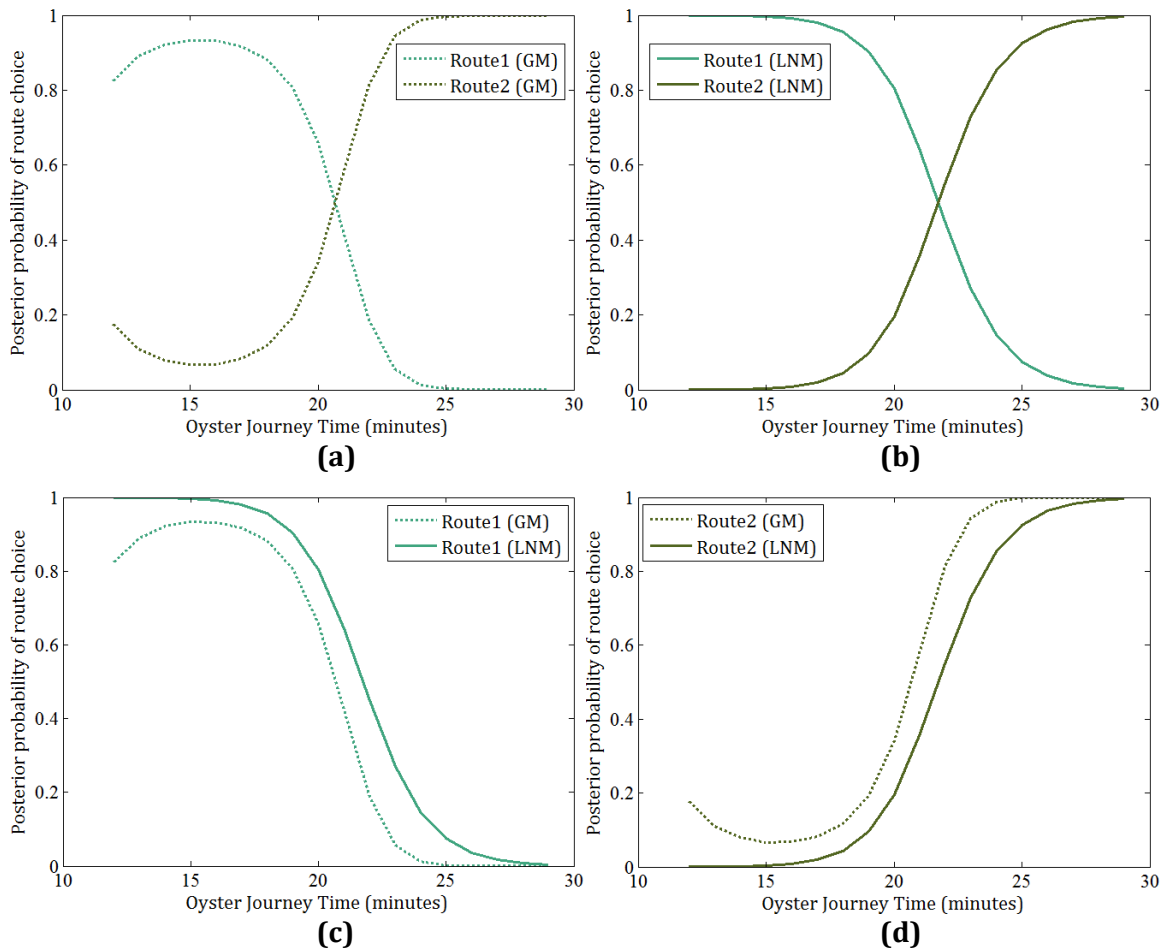 Posterior probability of route choice
1
0.8
0.6
0.4
0.2
0
Route1 (GM)
Route2 (GM)
10 15 20 25 30
Oyster Journey Time (minutes)
(a)
Posterior probability of route choice
1
0.8
0.6
0.4
0.2
0
Route1 (LNM)
Route2 (LNM)
10 15 20 25 30
Oyster Journey Time (minutes)
(b)
Posterior probability of route choice
1
0.8
0.6
0.4
0.2
0
Route1 (GM)
Route1 (LNM)
10 15 20 25 30
Oyster Journey Time (minutes)
(c)
Posterior probability of route choice
1
0.8
0.6
0.4
0.2
0
Route2 (GM)
Route2 (LNM)
10 15 20 25 30
Oyster Journey Time (minutes)
(d)